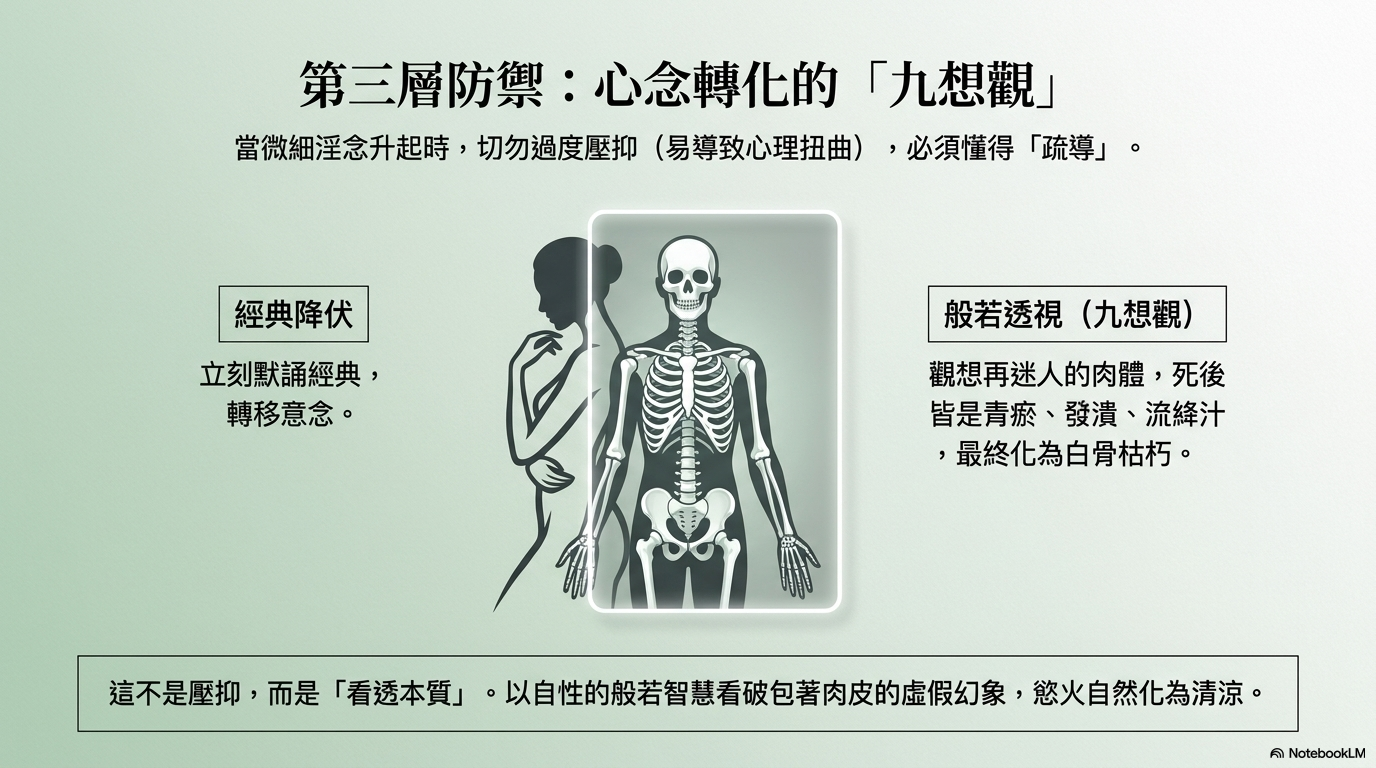 第三層防禦：心念轉化的「九想觀」
當微細淫念升起時，切勿過度壓抑（易導致心理扭曲），必須懂得「疏導」。
經典降伏
立刻默誦經典，
轉移意念。
般若透視（九想觀）
觀想再迷人的肉體，死後
皆是青瘀、發潰、流絳汁
，最終化為白骨枯朽。
這不是壓抑，而是「看透本質」。以自性的般若智慧看破包著肉皮的虛假幻象，慾火自然化為清涼。
NotebookLM